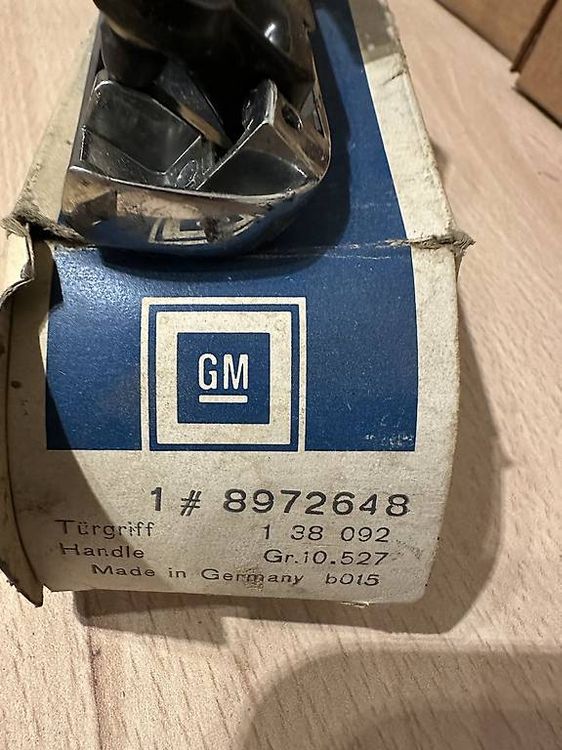 GM
1 # 8972648
Türgriff 1 38 092
Handle Gr.10.527
Made in Germany b015